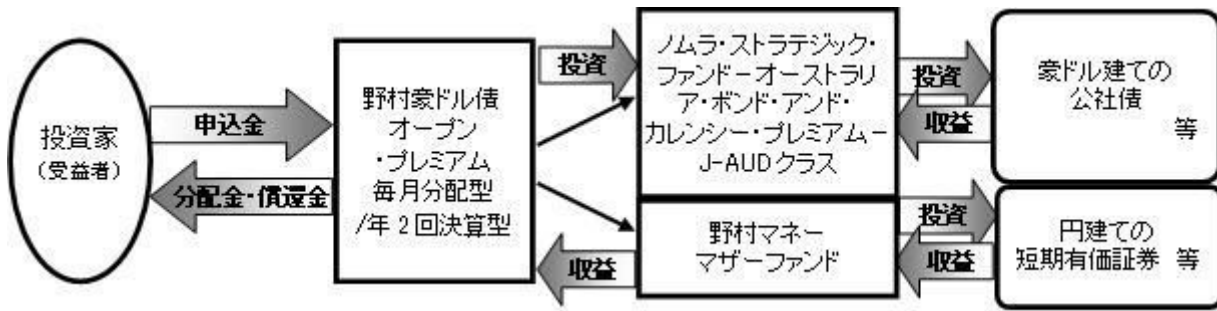 投資家
(受益者)
申込金
分配金・償還金
野村豪ドル債
オープン
・プレミアム
毎月分配型
/年2回決算型
投資
収益
ノムラ・ストラテジック・
ファンドーオーストラリ
ア・ボンド・アンド・
カレンシー・プレミアムー
J-AUDクラス
野村マネー
マザーファンド
投資
収益
投資
収益
豪ドル建ての
公社債
等
円建ての
短期有価証券 等